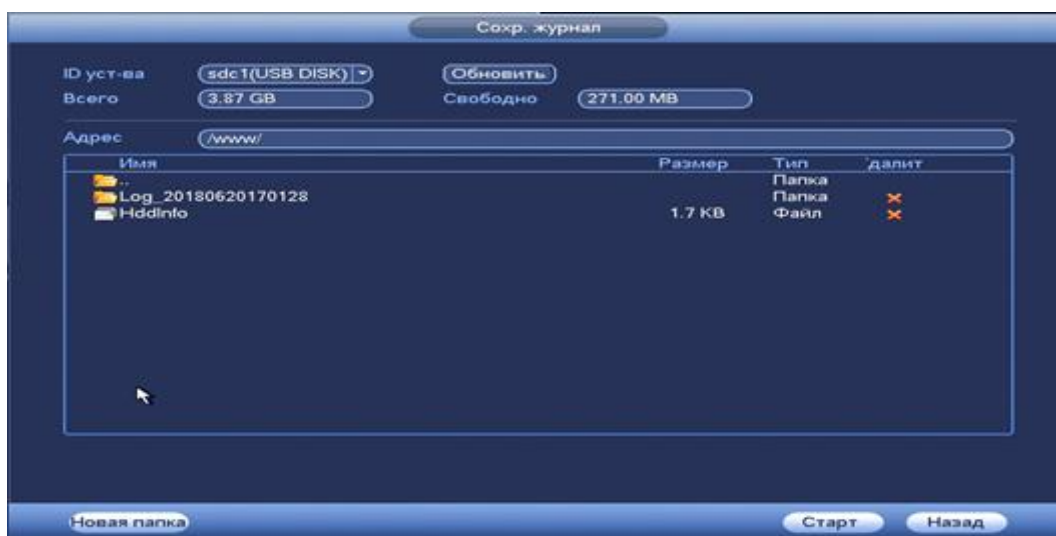 Сохр. журнал
ID уст-ва sdc1(USB DISK) Обновить
Всего 3.87 GB Свободно 271.00 MB
Адрес /www/
Имя Размер Тип 'далит
.. Папка
Log_20180620170128 Папка
HddInfo 1.7 KB Файл
Новая папка Старт Назад